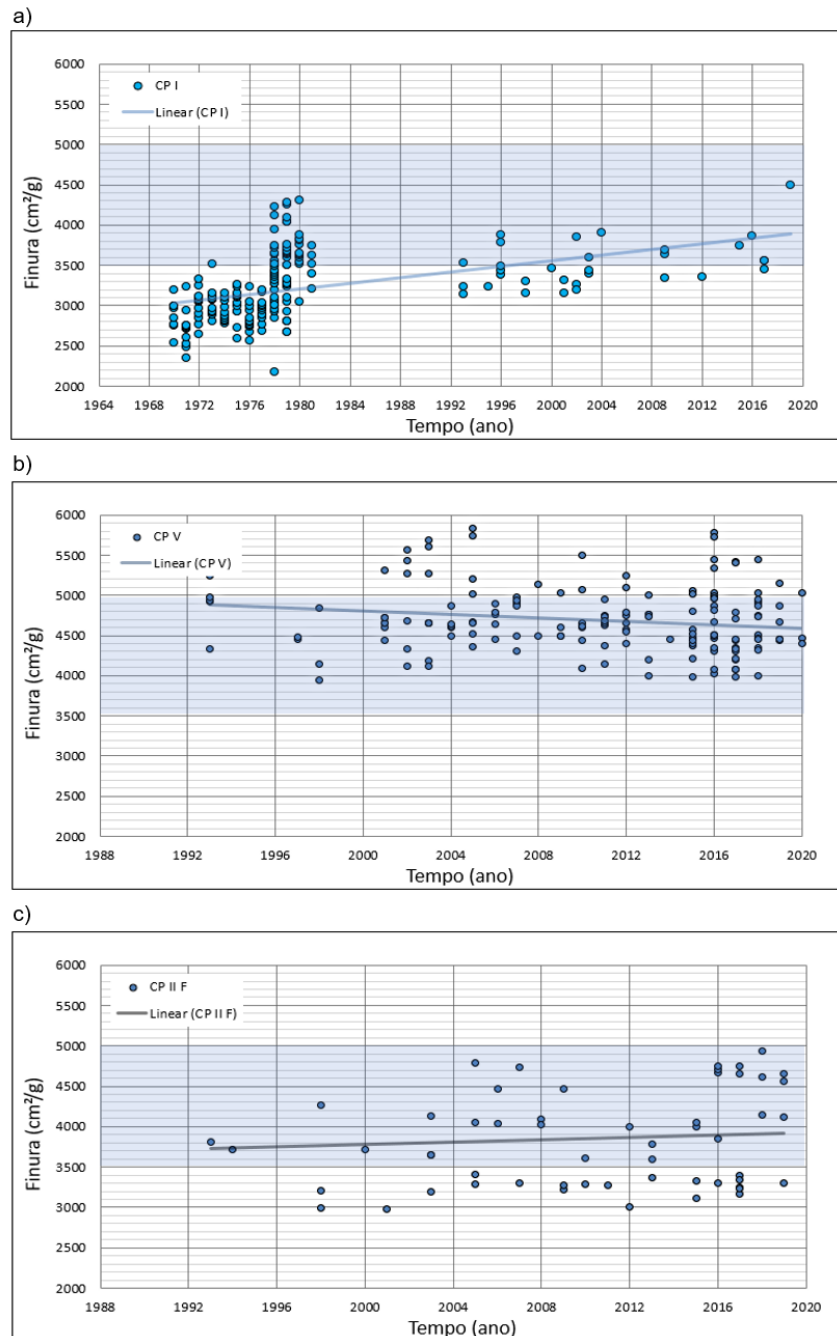 a)
6000
5500
5000
4500
4000
3500
3000
2500
2000
Finura (cm²/g)
CP I
Linear (CP I)
1964 1968 1972 1976 1980 1984 1988 1992 1996 2000 2004 2008 2012 2016 2020
Tempo (ano)
b)
6000
5500
5000
4500
4000
3500
3000
2500
2000
Finura (cm²/g)
CP V
Linear (CP V)
1988 1992 1996 2000 2004 2008 2012 2016 2020
Tempo (ano)
c)
6000
5500
5000
4500
4000
3500
3000
2500
2000
Finura (cm²/g)
CP II F
Linear (CP II F)
1988 1992 1996 2000 2004 2008 2012 2016 2020
Tempo (ano)